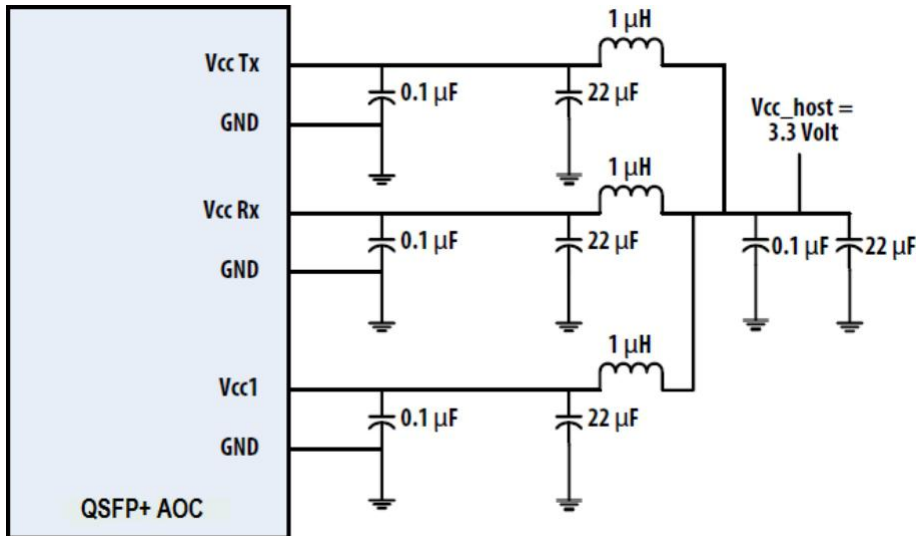 1 µH
Vcc Tx
0.1 µF
22 µF
GND
Vcc_host =
3.3 Volt
1 µH
Vcc Rx
0.1 µF
22 µF
0.1 µF
22 µF
GND
1 µH
Vcc1
0.1 µF
22 µF
GND
QSFP+ AOC